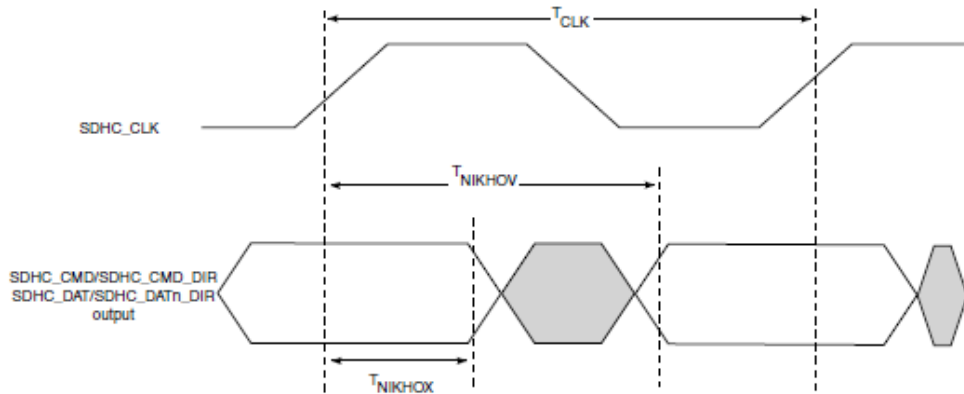 TCLK
SDHC_CLK
TNIKHOV
SDHC_CMD/SDHC_CMD_DIR
SDHC_DAT/SDHC_DATn_DIR
output
TNIKHOX